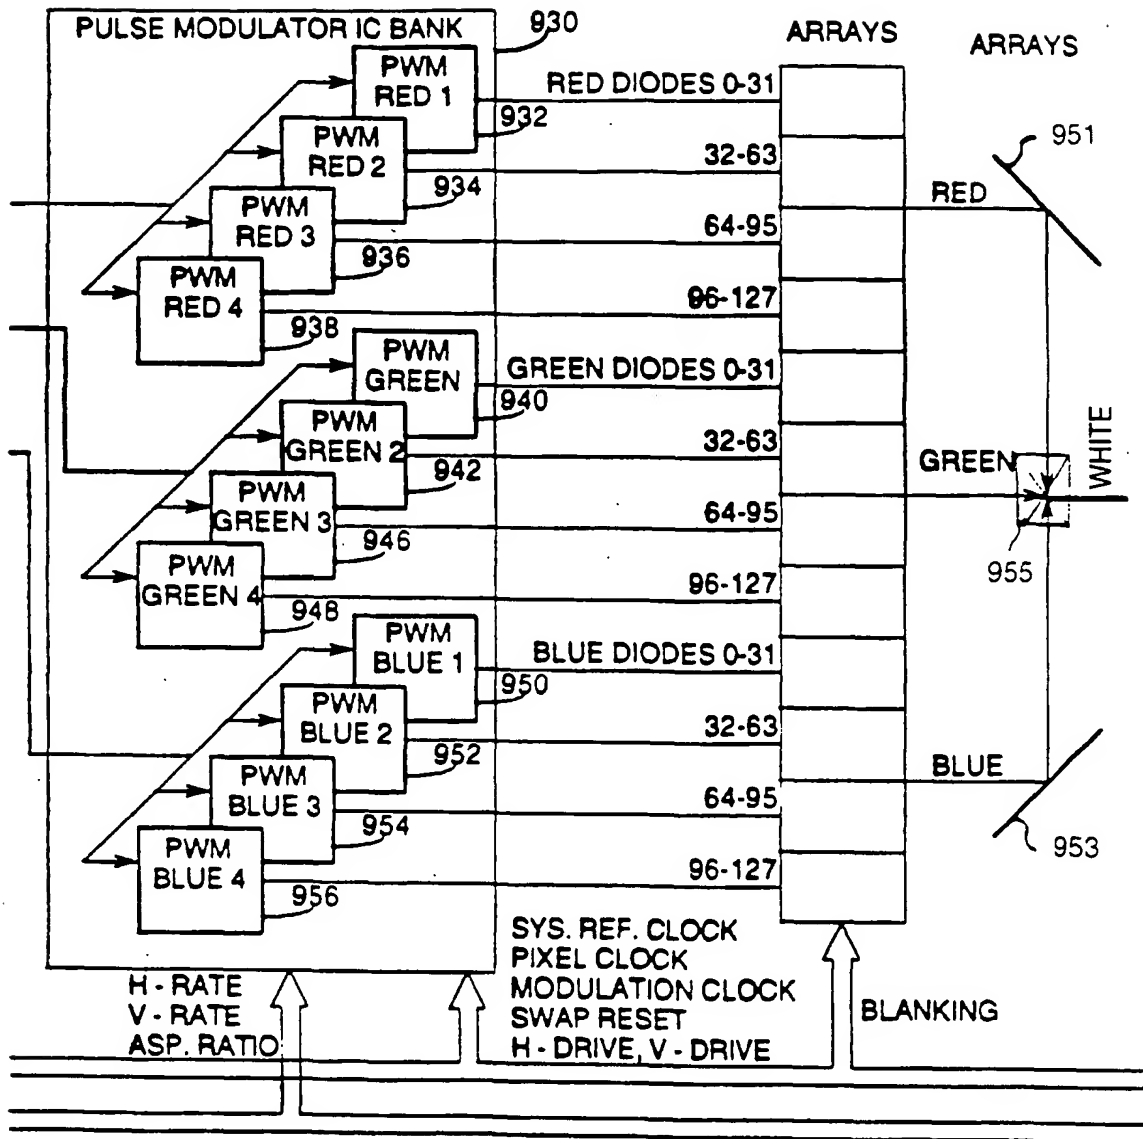 PULSE MODULATOR IC BANK
930
ARRAYS
ARRAYS
PWM
RED 1
RED DIODES 0-31
932
951
PWM
RED 2
32-63
934
RED
PWM
RED 3
64-95
936
PWM
RED 4
96-127
938
PWM
GREEN
GREEN DIODES 0-31
940
PWM
GREEN 2
32-63
942
GREEN
WHITE
PWM
GREEN 3
64-95
946
955
PWM
GREEN 4
96-127
948
PWM
BLUE 1
BLUE DIODES 0-31
950
PWM
BLUE 2
32-63
952
BLUE
PWM
BLUE 3
64-95
954
953
PWM
BLUE 4
96-127
956
H - RATE
V - RATE
ASP. RATIO
SYS. REF. CLOCK
PIXEL CLOCK
MODULATION CLOCK
SWAP RESET
H - DRIVE, V - DRIVE
BLANKING